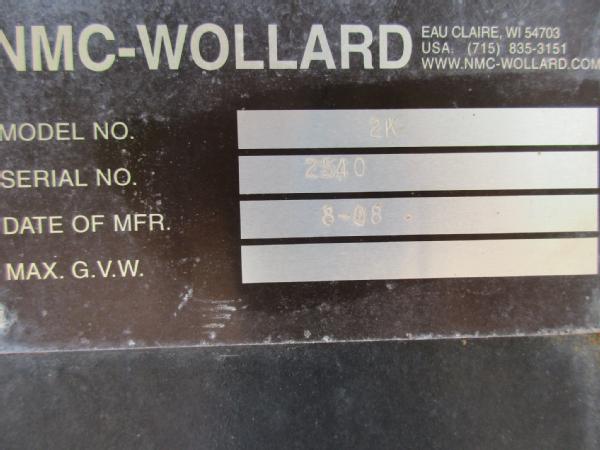 NMC-WOLLARD
EAU CLAIRE, WI 54703
USA: (715) 835-3151
WWW.NMC-WOLLARD.COM
MODEL NO. 2K
SERIAL NO.
DATE OF MFR. 8-08
MAX. G.V.W.